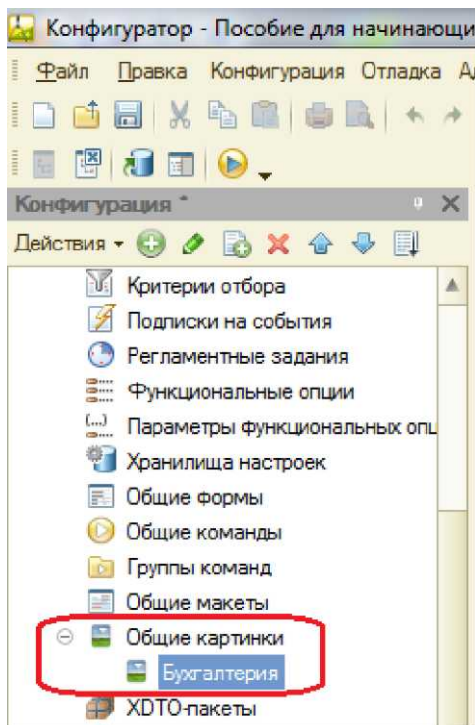 Конфигуратор - Пособие для начинающи
Файл Правка Конфигурация Отладка
Конфигурация *
Действия
Критерии отбора
Подписки на события
Регламентные задания
Функциональные опции
Параметры функциональных опц
Хранилища настроек
Общие формы
Общие команды
Группы команд
Общие макеты
Общие картинки
Бухгалтерия
XDTO-пакеты